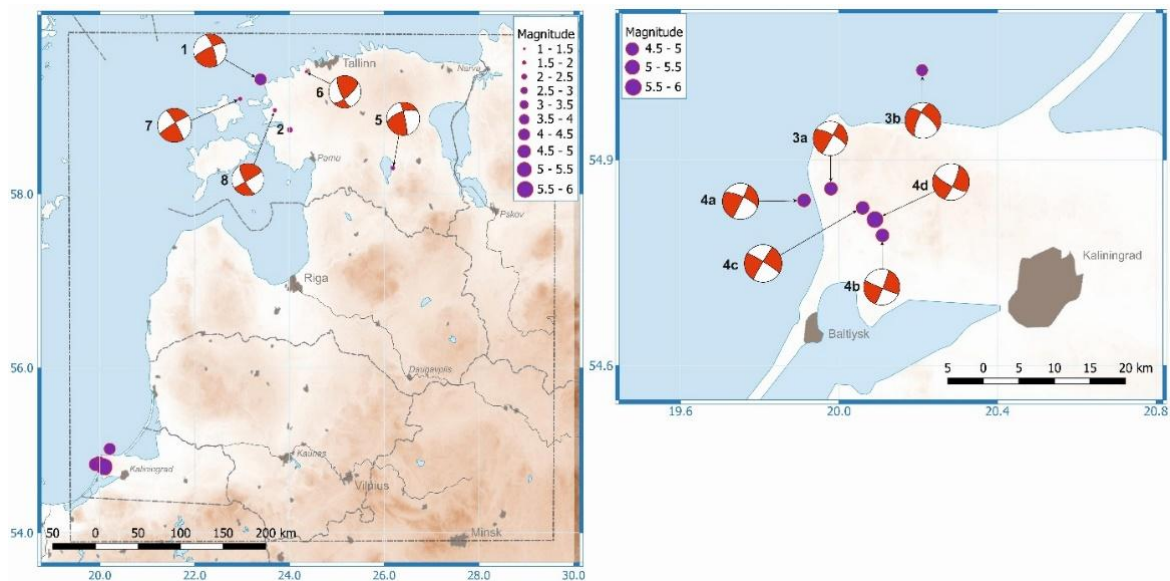 1
Tallinn
Narva
6
7
5
2
Parnu
8
58.0
Pskov
Riga
56.0
Daugavpils
Kaliningrad
Kaunas
Vilnius
54.0
Minsk
50 0 50 100 150 200 km
20.0 22.0 24.0 26.0 28.0 30.0
Magnitude
1 - 1.5
1.5 - 2
2 - 2.5
2.5 - 3
3 - 3.5
3.5 - 4
4 - 4.5
4.5 - 5
5 - 5.5
5.5 - 6
Magnitude
4.5 - 5
5 - 5.5
5.5 - 6
3b
3a
54.9
4d
4a
4c
4b
Kaliningrad
Baltiysk
54.6
5 0 5 10 15 20 km
19.6 20.0 20.4 20.8